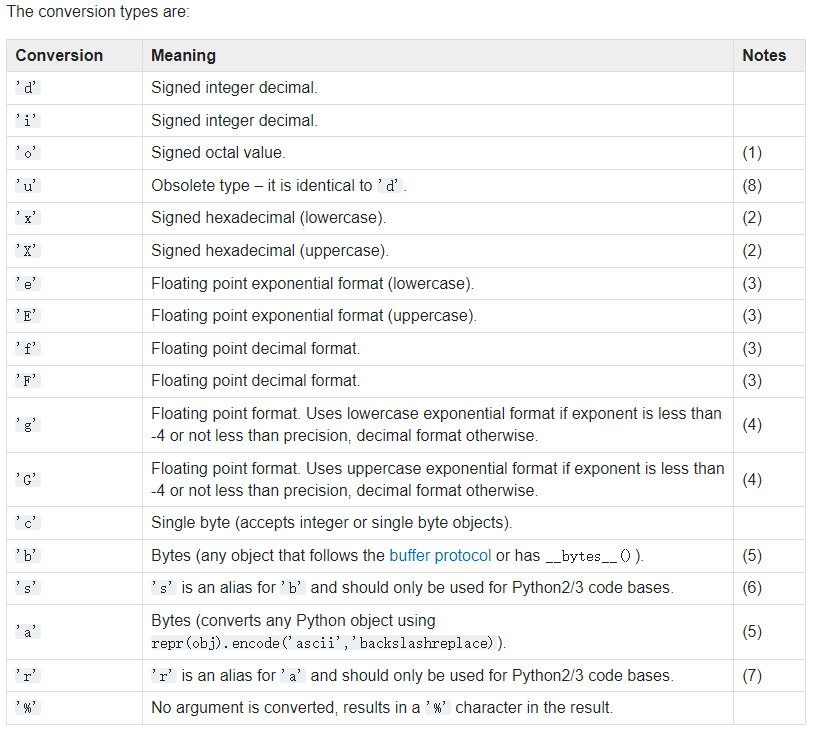 The conversion types are:
Conversion Meaning Notes
'd' Signed integer decimal.
'i' Signed integer decimal.
'o' Signed octal value. (1)
'u' Obsolete type – it is identical to 'd'. (8)
'x' Signed hexadecimal (lowercase). (2)
'X' Signed hexadecimal (uppercase). (2)
'e' Floating point exponential format (lowercase). (3)
'E' Floating point exponential format (uppercase). (3)
'f' Floating point decimal format. (3)
'F' Floating point decimal format. (3)
'g' Floating point format. Uses lowercase exponential format if exponent is less than
-4 or not less than precision, decimal format otherwise. (4)
'G' Floating point format. Uses uppercase exponential format if exponent is less than
-4 or not less than precision, decimal format otherwise. (4)
'c' Single byte (accepts integer or single byte objects).
'b' Bytes (any object that follows the buffer protocol or has __bytes__()). (5)
's' 's' is an alias for 'b' and should only be used for Python2/3 code bases. (6)
'a' Bytes (converts any Python object using
repr(obj).encode('ascii','backslashreplace)). (5)
'r' 'r' is an alias for 'a' and should only be used for Python2/3 code bases. (7)
'%' No argument is converted, results in a '%' character in the result.